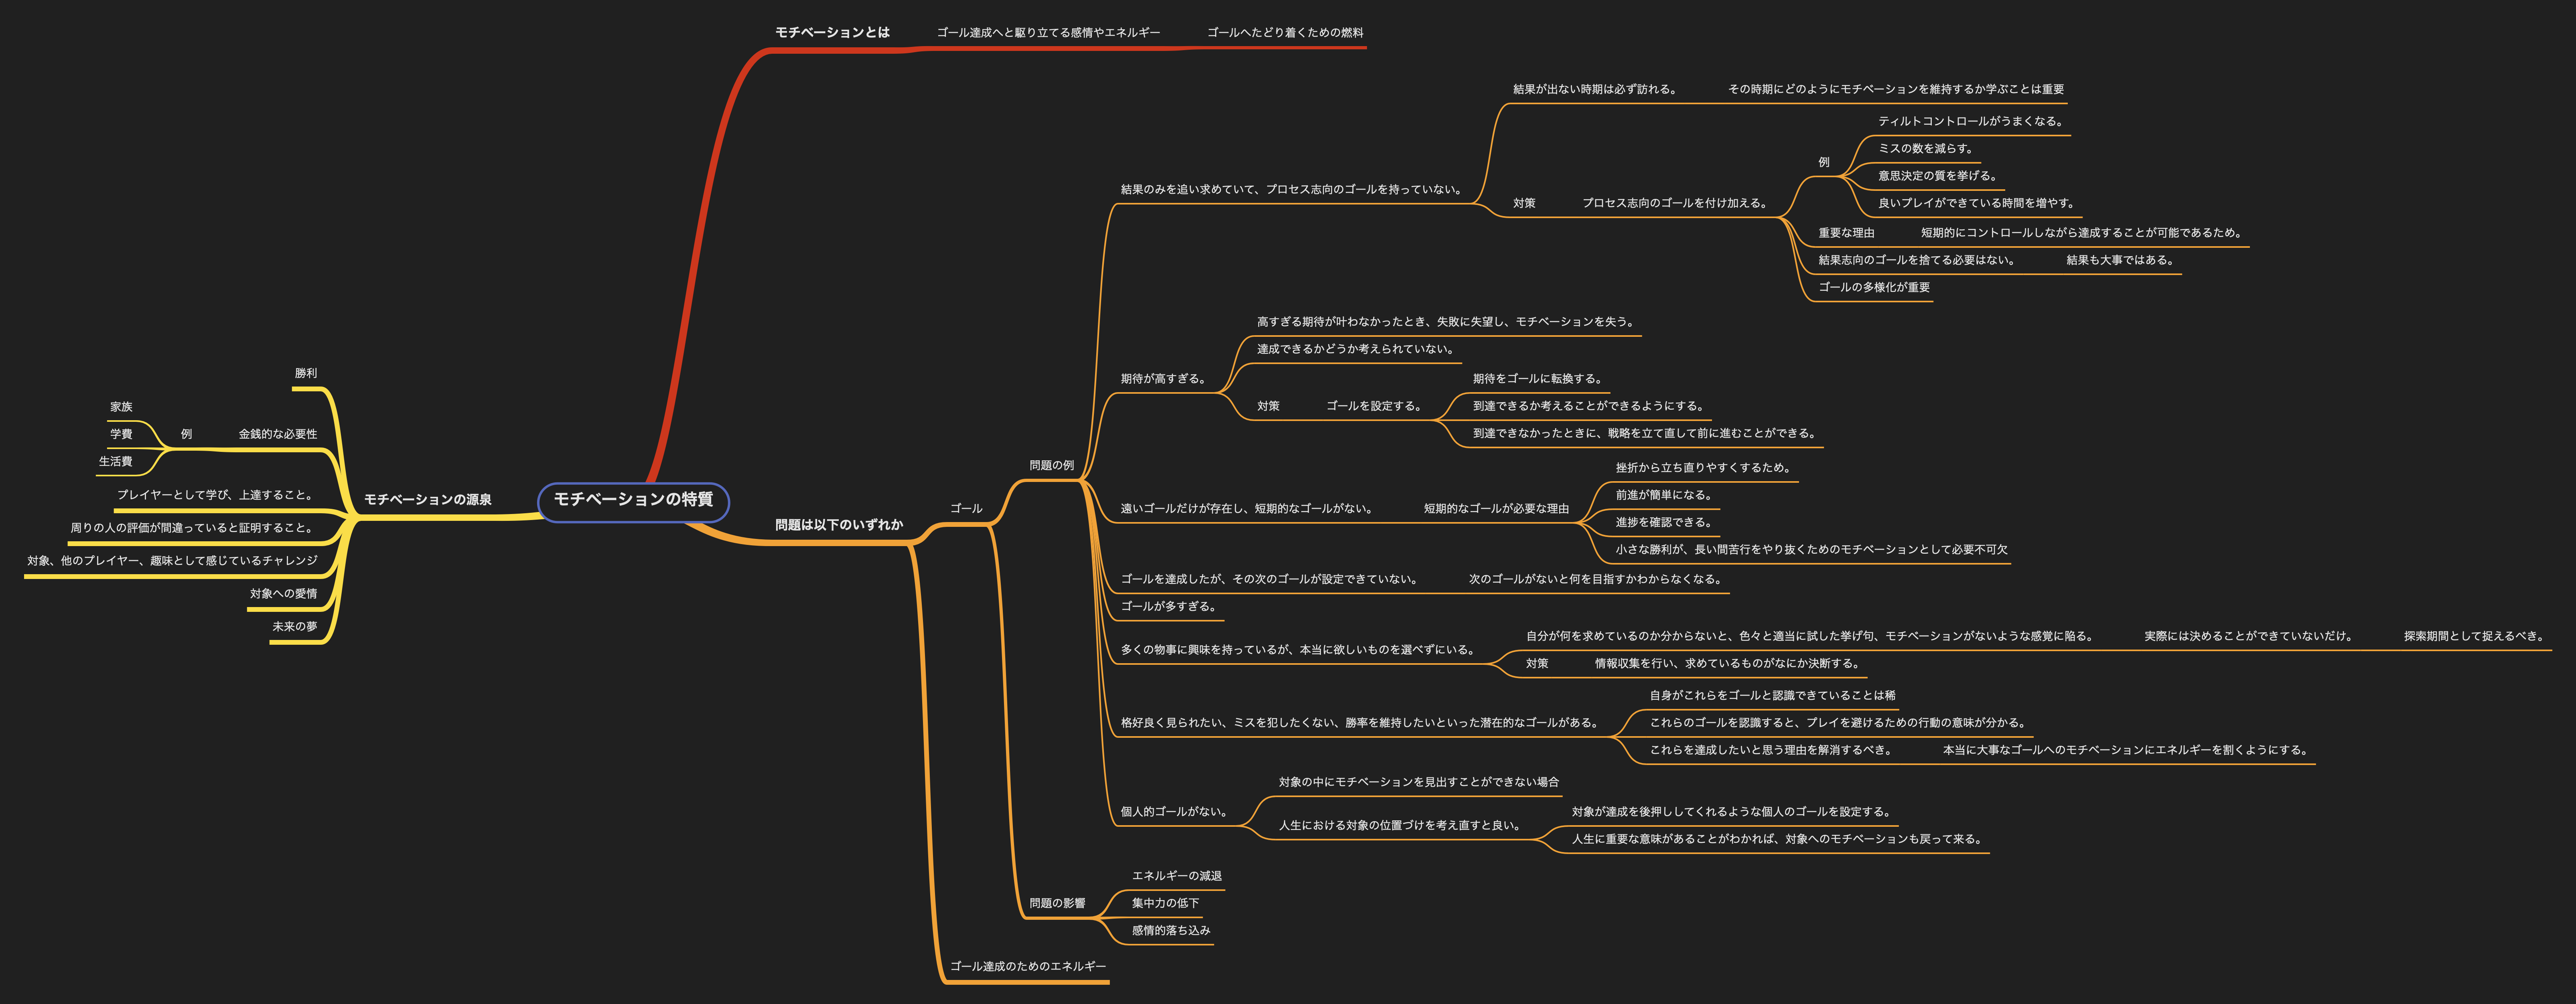 モチベーションの特質
モチベーションとは
ゴール達成へと駆り立てる感情やエネルギー
ゴールへたどり着くための燃料
問題は以下のいずれか
ゴール
問題の例
結果のみを追い求めていて、プロセス志向のゴールを持っていない。
結果が出ない時期は必ず訪れる。
その時期にどのようにモチベーションを維持するか学ぶことは重要
対策
プロセス志向のゴールを付け加える。
例
ティルトコントロールがうまくなる。
ミスの数を減らす。
意思決定の質を挙げる。
良いプレイができている時間を増やす。
重要な理由
短期的にコントロールしながら達成することが可能であるため。
結果志向のゴールを捨てる必要はない。
結果も大事ではある。
ゴールの多様化が重要
期待が高すぎる。
高すぎる期待が叶わなかったとき、失敗に失望し、モチベーションを失う。
達成できるかどうか考えられていない。
対策
ゴールを設定する。
期待をゴールに転換する。
到達できるか考えることができるようにする。
到達できなかったときに、戦略を立て直して前に進むことができる。
遠いゴールだけが存在し、短期的なゴールがない。
短期的なゴールが必要な理由
挫折から立ち直りやすくするため。
前進が簡単になる。
進捗を確認できる。
小さな勝利が、長い間苦行をやり抜くためのモチベーションとして必要不可欠
ゴールを達成したが、その次のゴールが設定できていない。
次のゴールがないと何を目指すかわからなくなる。
ゴールが多すぎる。
多くの物事に興味を持っているが、本当に欲しいものを選べずにいる。
自分が何を求めているのか分からないと、色々と適当に試した挙げ句、モチベーションがないような感覚に陥る。
実際には決めることができていないだけ。
探索期間として捉えるべき。
対策
情報収集を行い、求めているものがなにか決断する。
格好良く見られたい、ミスを犯したくない、勝率を維持したいといった潜在的なゴールがある。
自身がこれらをゴールと認識できていることは稀
これらのゴールを認識すると、プレイを避けるための行動の意味が分かる。
これらを達成したいと思う理由を解消するべき。
本当に大事なゴールへのモチベーションにエネルギーを割くようにする。
個人的ゴールがない。
対象の中にモチベーションを見出すことができない場合
人生における対象の位置づけを考え直すと良い。
対象が達成を後押ししてくれるような個人のゴールを設定する。
人生に重要な意味があることがわかれば、対象へのモチベーションも戻って来る。
問題の影響
エネルギーの減退
集中力の低下
感情的落ち込み
ゴール達成のためのエネルギー
モチベーションの源泉
勝利
金銭的な必要性
例
家族
学費
生活費
プレイヤーとして学び、上達すること。
周りの人の評価が間違っていると証明すること。
対象、他のプレイヤー、趣味として感じているチャレンジ
対象への愛情
未来の夢